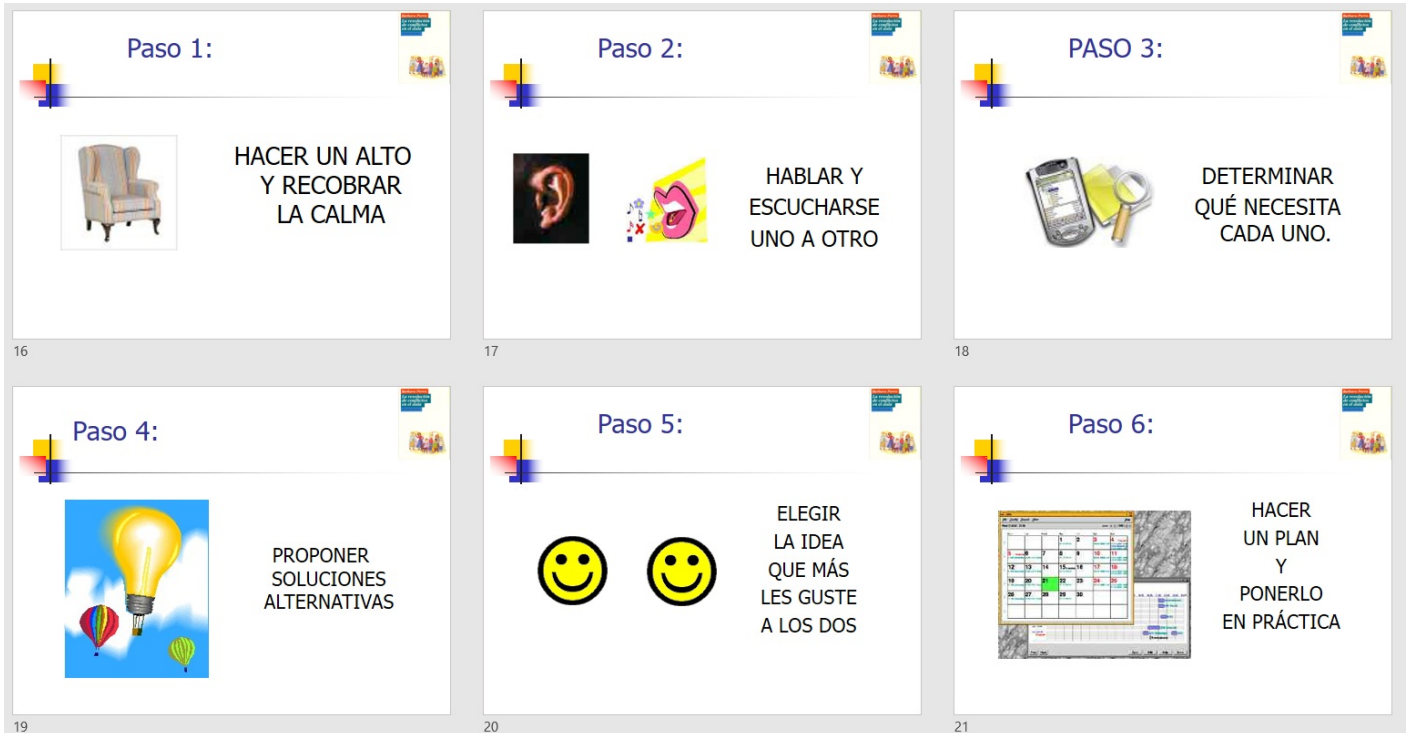 Paso 1:
HACER UN ALTO
Y RECOBRAR
LA CALMA
16
Paso 2:
HABLAR Y
ESCUCHARSE
UNO A OTRO
17
PASO 3:
DETERMINAR
QUÉ NECESITA
CADA UNO.
18
Paso 4:
PROPONER
SOLUCIONES
ALTERNATIVAS
19
Paso 5:
ELEGIR
LA IDEA
QUE MÁS
LES GUSTE
A LOS DOS
20
Paso 6:
HACER
UN PLAN
Y
PONERLO
EN PRÁCTICA
21